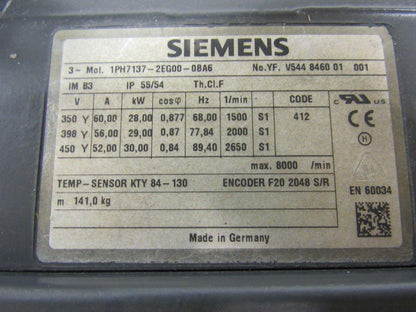 SIEMENS
3~ Mot. 1PH7137-2EG00-0BA6 No.YF. V544 8460 01 001
IM B3 IP 55/54 Th.Cl.F
V A kW cosφ Hz 1/min CODE
350 Y 60,00 28,00 0,877 68,00 1500 S1 412
398 Y 56,00 29,00 0,87 77,84 2000 S1
450 Y 52,00 30,00 0,84 89,40 2650 S1
max. 8000 /min
TEMP-SENSOR KTY 84-130 ENCODER F20 2048 S/R
m 141,0kg
c RU us
CE
EN 60034
Made in Germany